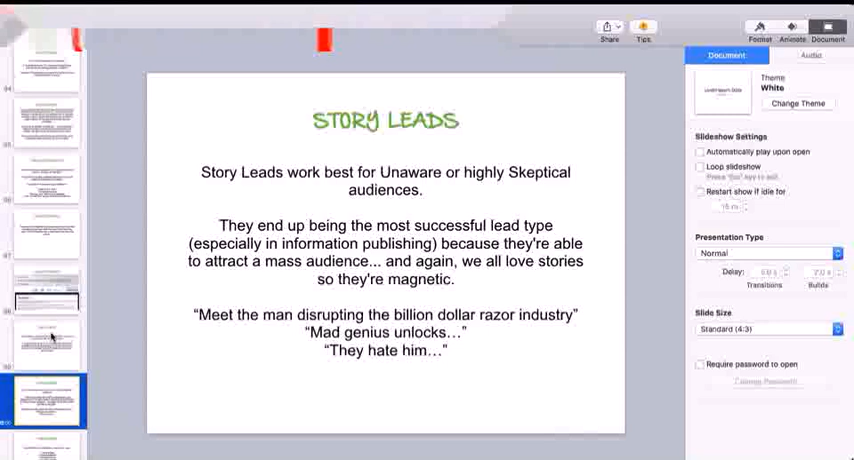 Share
Tips
Format
Animate
Document
Document
Audio
Theme
White
Change Theme
Slideshow Settings
Automatically play upon open
Loop slideshow
Restart show if idle for
Presentation Type
Normal
Delay:
Transitions
Builds
Slide Size
Standard (4:3)
Require password to open
STORY LEADS
Story Leads work best for Unaware or highly Skeptical
audiences.
They end up being the most successful lead type
(especially in information publishing) because they're able
to attract a mass audience... and again, we all love stories
so they're magnetic.
“Meet the man disrupting the billion dollar razor industry”
“Mad genius unlocks…”
“They hate him…”